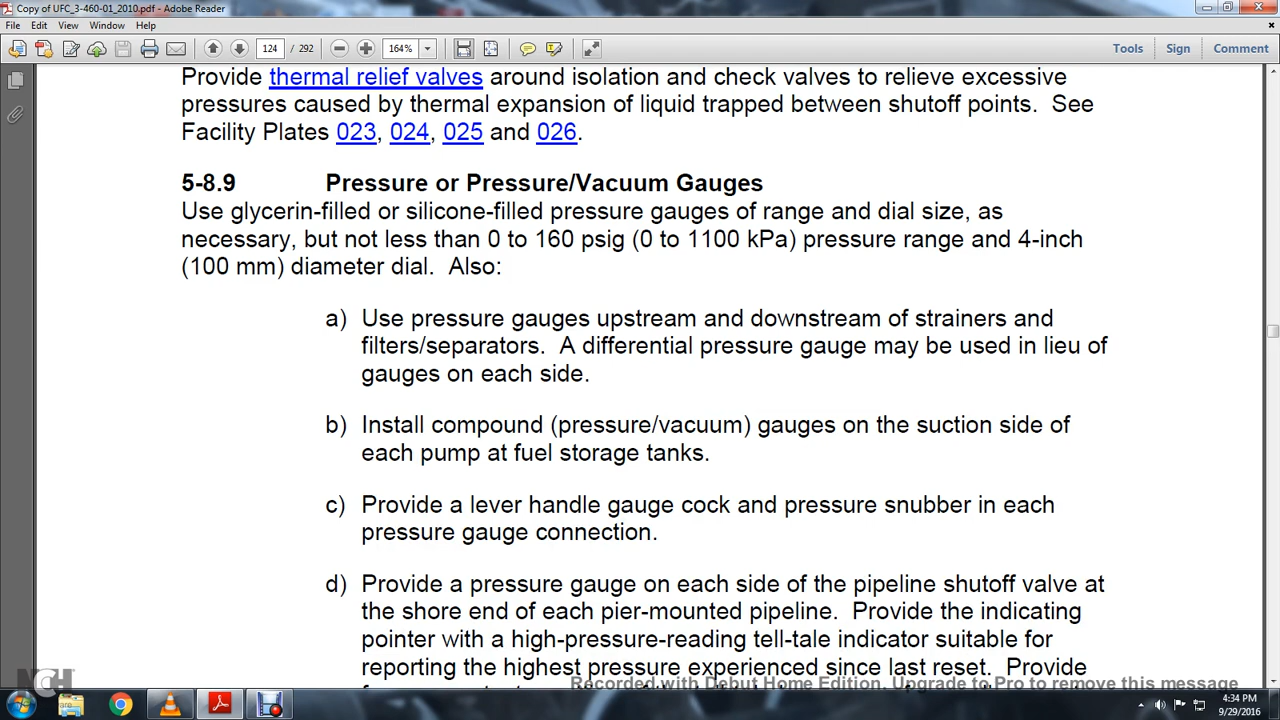 Copy of UFC_3-460-01_2010.pdf - Adobe Reader
File Edit View Window Help
124 / 292 164% Tools Sign Comment
Provide thermal relief valves around isolation and check valves to relieve excessive
pressures caused by thermal expansion of liquid trapped between shutoff points. See
Facility Plates 023, 024, 025 and 026.
5-8.9 Pressure or Pressure/Vacuum Gauges
Use glycerin-filled or silicone-filled pressure gauges of range and dial size, as
necessary, but not less than 0 to 160 psig (0 to 1100 kPa) pressure range and 4-inch
(100 mm) diameter dial. Also:
a) Use pressure gauges upstream and downstream of strainers and
filters/separators. A differential pressure gauge may be used in lieu of
gauges on each side.
b) Install compound (pressure/vacuum) gauges on the suction side of
each pump at fuel storage tanks.
c) Provide a lever handle gauge cock and pressure snubber in each
pressure gauge connection.
d) Provide a pressure gauge on each side of the pipeline shutoff valve at
the shore end of each pier-mounted pipeline. Provide the indicating
pointer with a high-pressure-reading tell-tale indicator suitable for
reporting the highest pressure experienced since last reset. Provide
Recorded with Debut Home Edition. Upgrade to Pro to remove this message
NCH
4:34 PM
9/29/2016